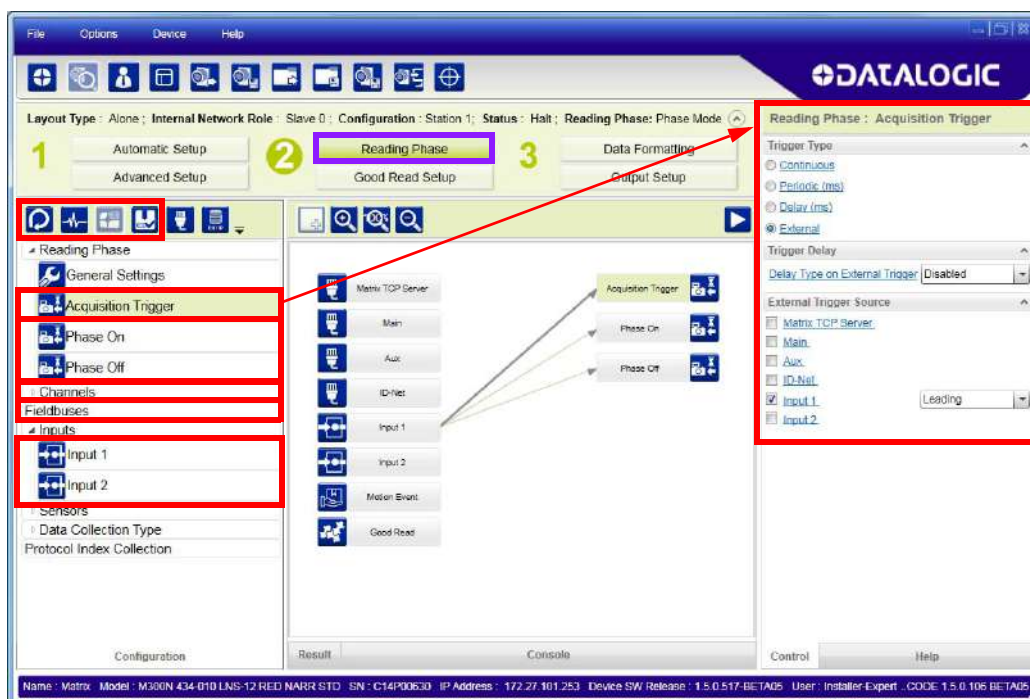 File Options Device Help
DATALOGIC
Layout Type : Alone ; Internal Network Role : Slave 0 ; Configuration : Station 1; Status : Halt ; Reading Phase: Phase Mode
1 Automatic Setup
Advanced Setup
2 Reading Phase
Good Read Setup
3 Data Formatting
Output Setup
Reading Phase
General Settings
Acquisition Trigger
Phase On
Phase Off
Channels
Fieldbuses
Inputs
Input 1
Input 2
Sensors
Data Collection Type
Protocol Index Collection
Configuration
100%
Matrix TCP Server
Main
Aux
ID-Net
Input 1
Input 2
Motion Event
Good Read
Acquisition Trigger
Phase On
Phase Off
Result Console
Reading Phase : Acquisition Trigger
Trigger Type
Continuous
Periodic (ms)
Delay (ms)
External
Trigger Delay
Delay Type on External Trigger Disabled
External Trigger Source
Matrix TCP Server
Main
Aux
ID-Net
Input 1 Leading
Input 2
Control Help
Name : Matrix Model : M300N 434-010 LNS-12 RED NARR STD SN : C14P00630 IP Address : 172.27.101.253 Device SW Release : 1.5.0.517-BETA05 User : Installer-Expert ..CODE 1.5.0.106 BETA05